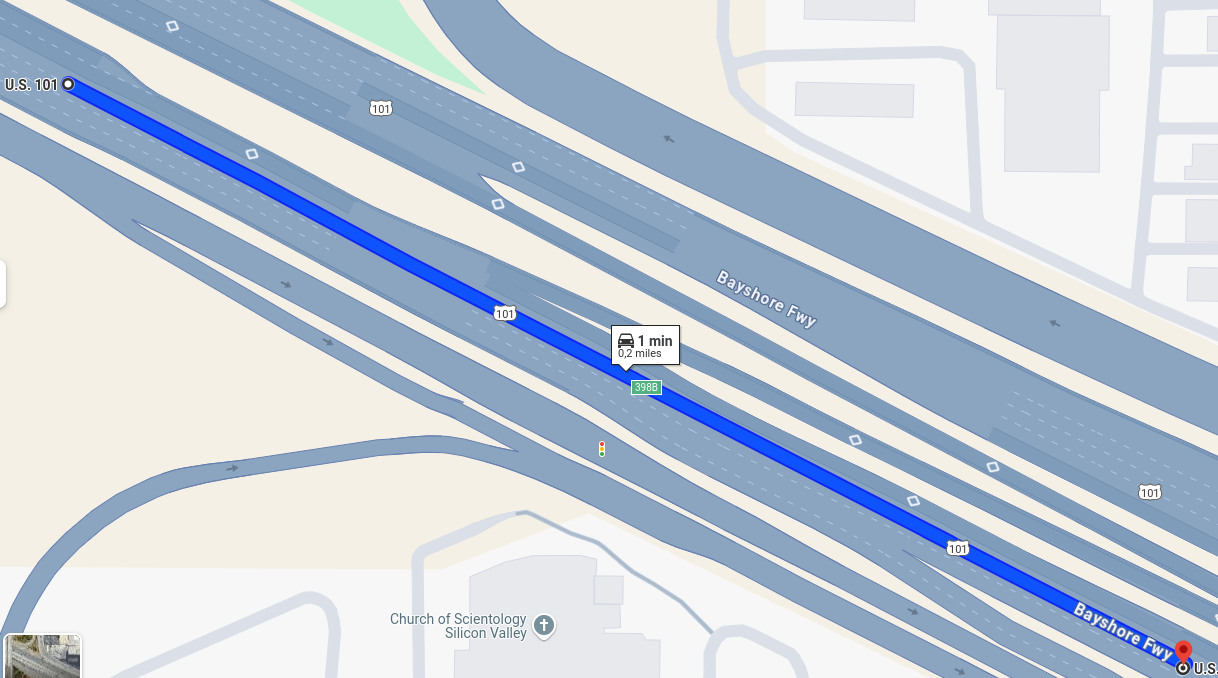 U.S. 101
101
Bayshore Fwy
101
1 min
0,2 miles
398B
101
101
Bayshore Fwy
Church of Scientology
Silicon Valley
U.S.